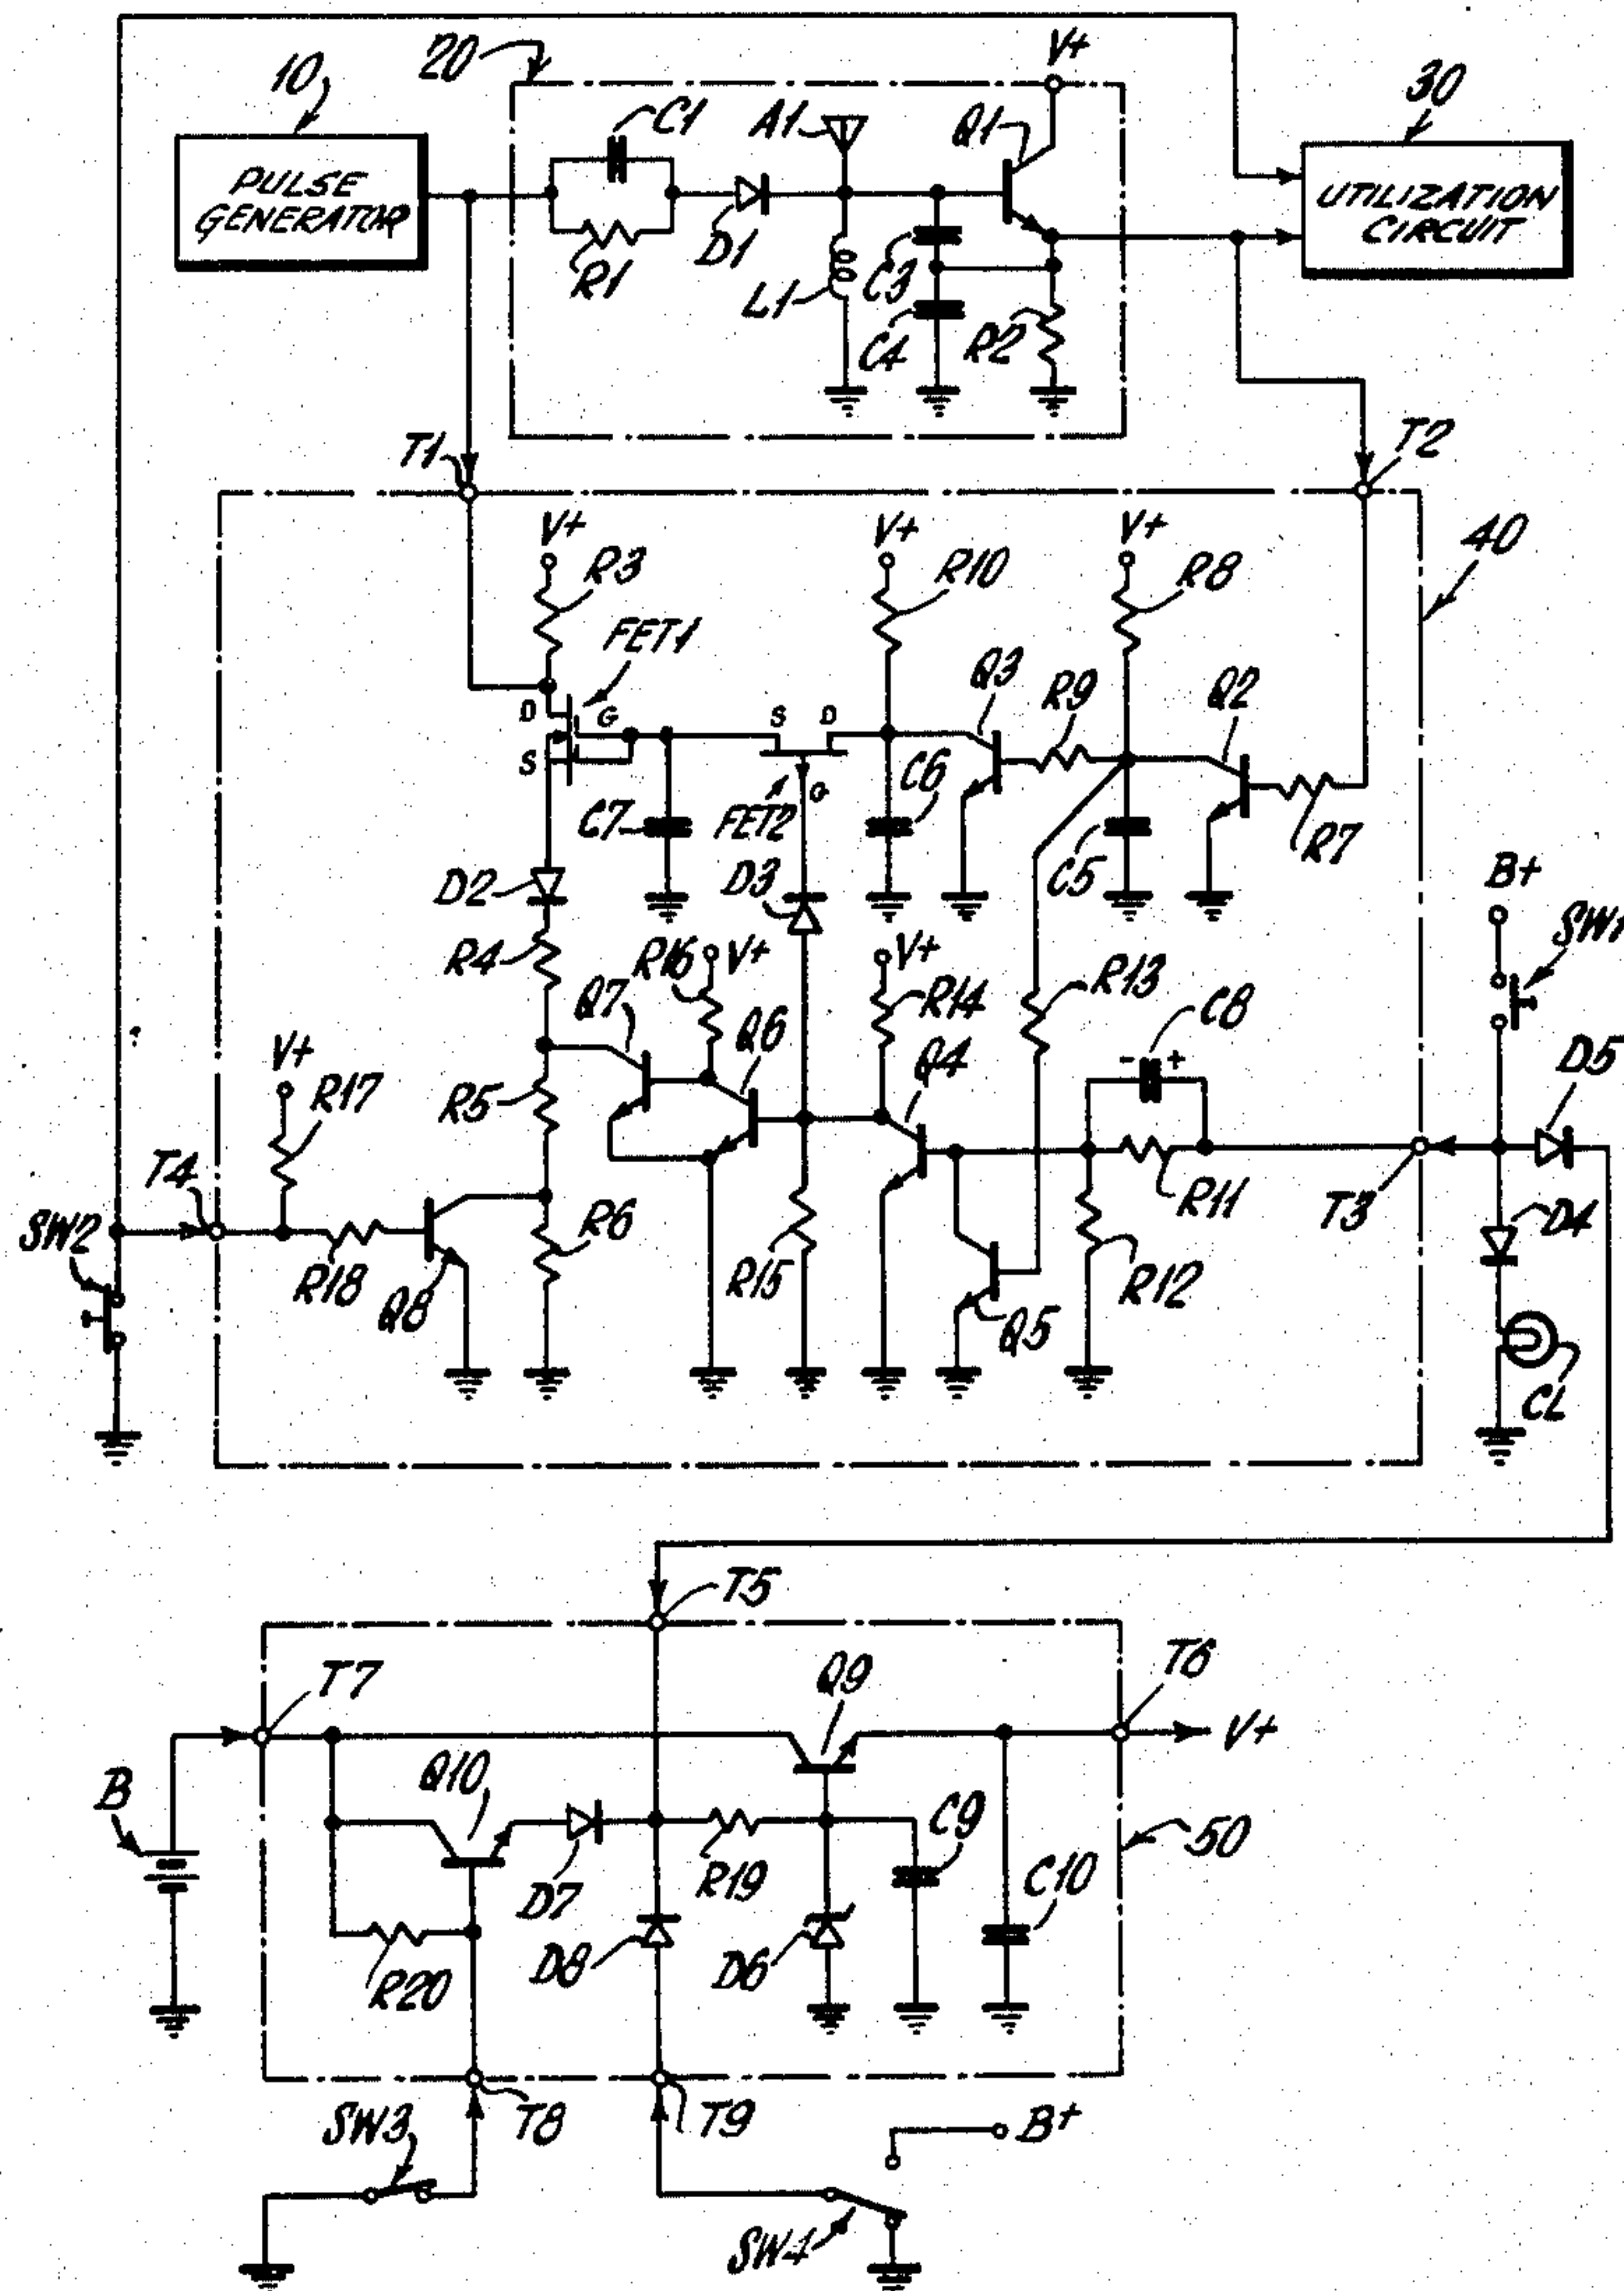 20
V+
10
C1
A1
Q1
30
PULSE
GENERATOR
UTILIZATION
CIRCUIT
R1
D1
L1
C3
C4
R2
T1
T2
V+
V+
V+
40
R3
R10
R8
FET1
Q3
R9
Q2
D
G
S
D
S
C7
FET2
G
C6
C5
R7
D2
D3
B+
SW1
R4
R16
V+
V+
R14
R13
C8
Q7
Q6
Q4
- +
D5
V+
R17
R5
T4
R11
T3
D4
SW2
R18
Q8
R6
R15
Q5
R12
CL
T5
T7
Q9
T6
V+
B
Q10
C9
50
D7
R19
C10
R20
D8
D6
SW3
T8
T9
B+
SW4